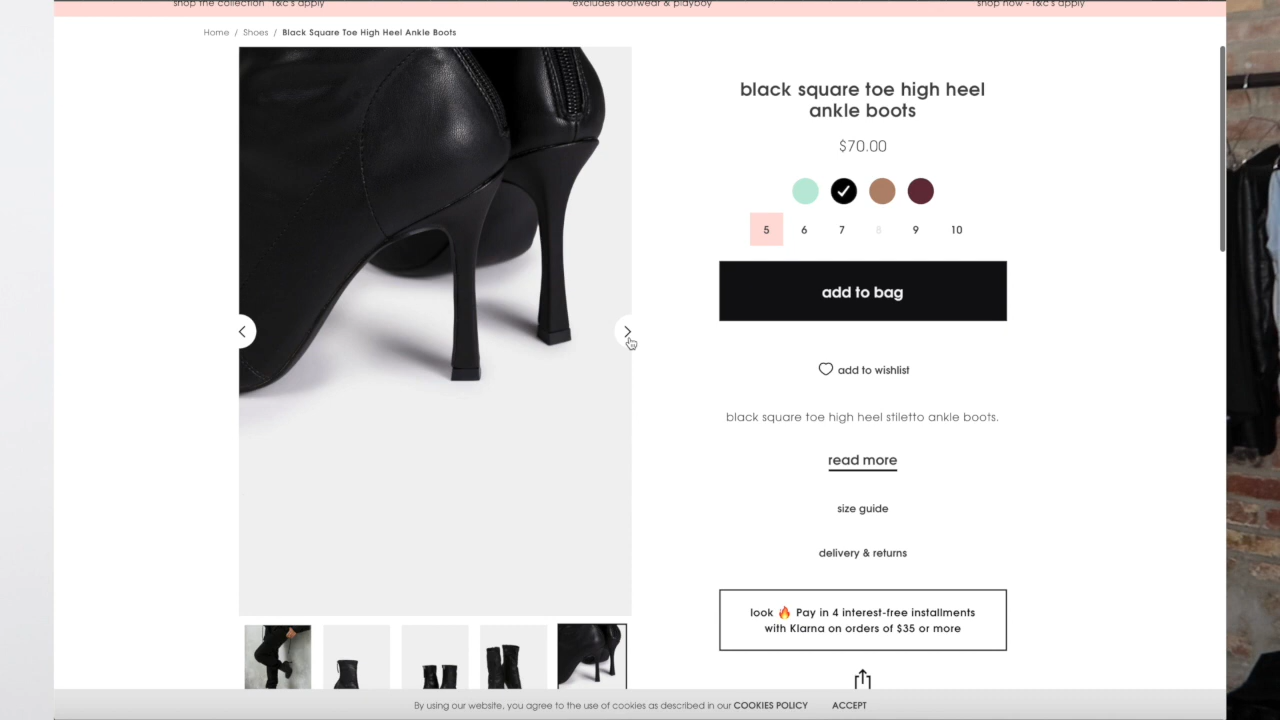 shop the collection *t&c's apply
excludes footwear & playboy
shop now - t&c's apply
Home / Shoes / Black Square Toe High Heel Ankle Boots
black square toe high heel
ankle boots
$70.00
5 6 7 8 9 10
add to bag
add to wishlist
black square toe high heel stiletto ankle boots.
read more
size guide
delivery & returns
look 🔥 Pay in 4 interest-free installments
with Klarna on orders of $35 or more
By using our website, you agree to the use of cookies as described in our COOKIES POLICY ACCEPT